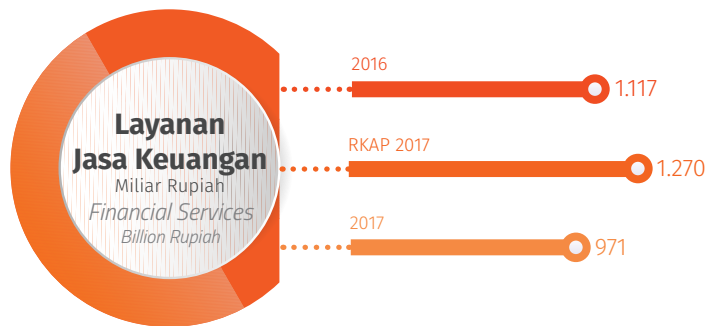 Layanan
Jasa Keuangan
Miliar Rupiah
Financial Services
Billion Rupiah
2016
1.117
RKAP 2017
1.270
2017
971